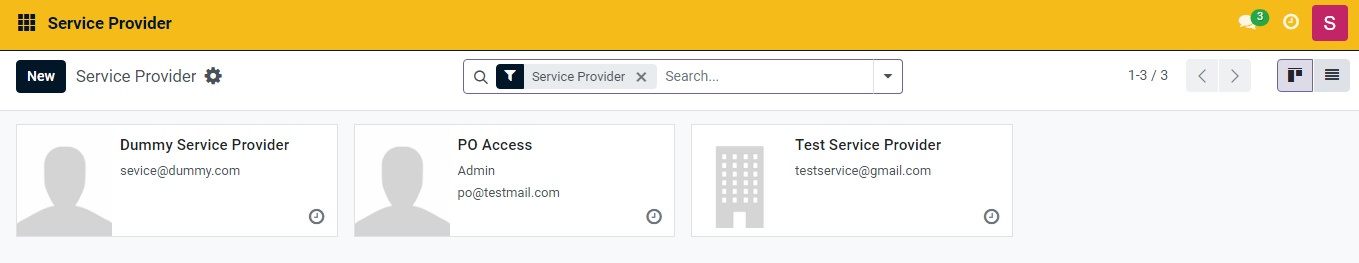 Service Provider
3
S
New
Service Provider
Service Provider
Search...
1-3 / 3
Dummy Service Provider
sevice@dummy.com
PO Access
Admin
po@testmail.com
Test Service Provider
testservice@gmail.com